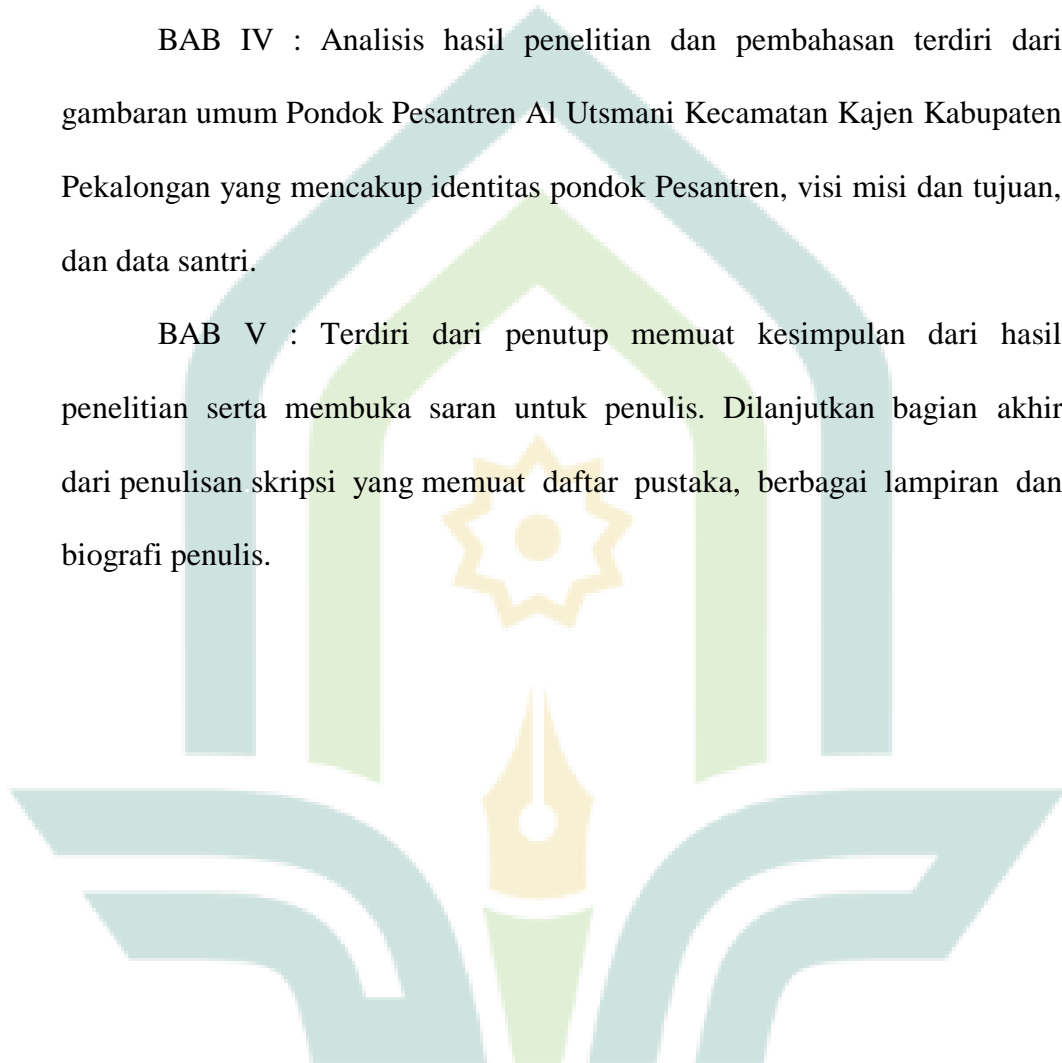 BAB IV : Analisis hasil penelitian dan pembahasan terdiri dari
gambaran umum Pondok Pesantren Al Utsmani Kecamatan Kajen Kabupaten
Pekalongan yang mencakup identitas pondok Pesantren, visi misi dan tujuan,
dan data santri.
BAB V : Terdiri dari penutup memuat kesimpulan dari hasil
penelitian serta membuka saran untuk penulis. Dilanjutkan bagian akhir
dari penulisan skripsi yang memuat daftar pustaka, berbagai lampiran dan
biografi penulis.